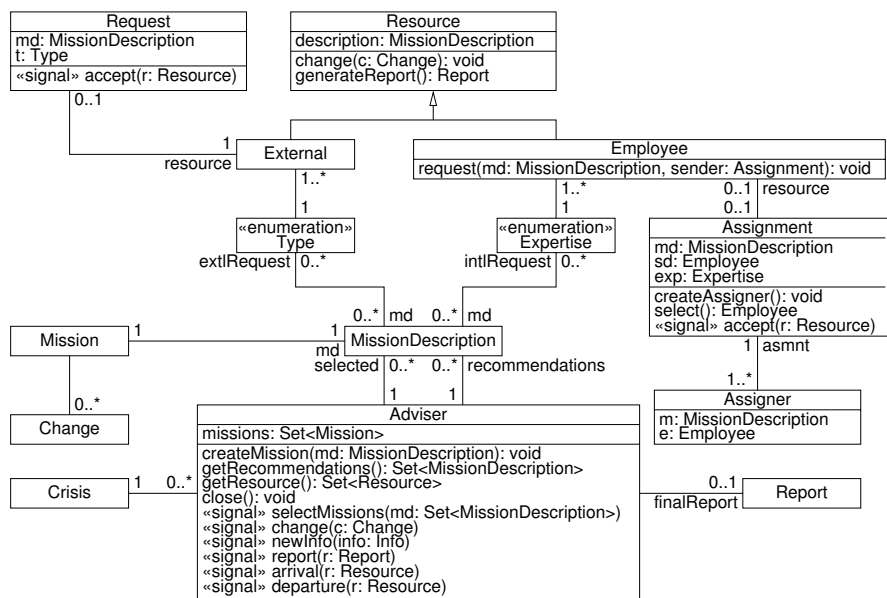 Request
md: MissionDescription
t: Type
«signal» accept(r: Resource)
Resource
description: MissionDescription
change(c: Change): void
generateReport(): Report
0..1
1
resource
External
Employee
request(md: MissionDescription, sender: Assignment): void
1..*
1
1..*
1
0..1
resource
0..1
«enumeration»
Type
«enumeration»
Expertise
Assignment
md: MissionDescription
sd: Employee
exp: Expertise
createAssigner(): void
select(): Employee
«signal» accept(r: Resource)
extlRequest
0..*
intlRequest
0..*
0..*
md
0..*
md
Mission
1
1
md
MissionDescription
1
asmnt
selected
0..*
0..*
recommendations
0..*
1
1
1..*
Change
Adviser
missions: Set<Mission>
createMission(md: MissionDescription): void
getRecommendations(): Set<MissionDescription>
getResource(): Set<Resource>
close(): void
«signal» selectMissions(md: Set<MissionDescription>)
«signal» change(c: Change)
«signal» newInfo(info: Info)
«signal» report(r: Report)
«signal» arrival(r: Resource)
«signal» departure(r: Resource)
Assigner
m: MissionDescription
e: Employee
Crisis
1
0..*
0..1
finalReport
Report